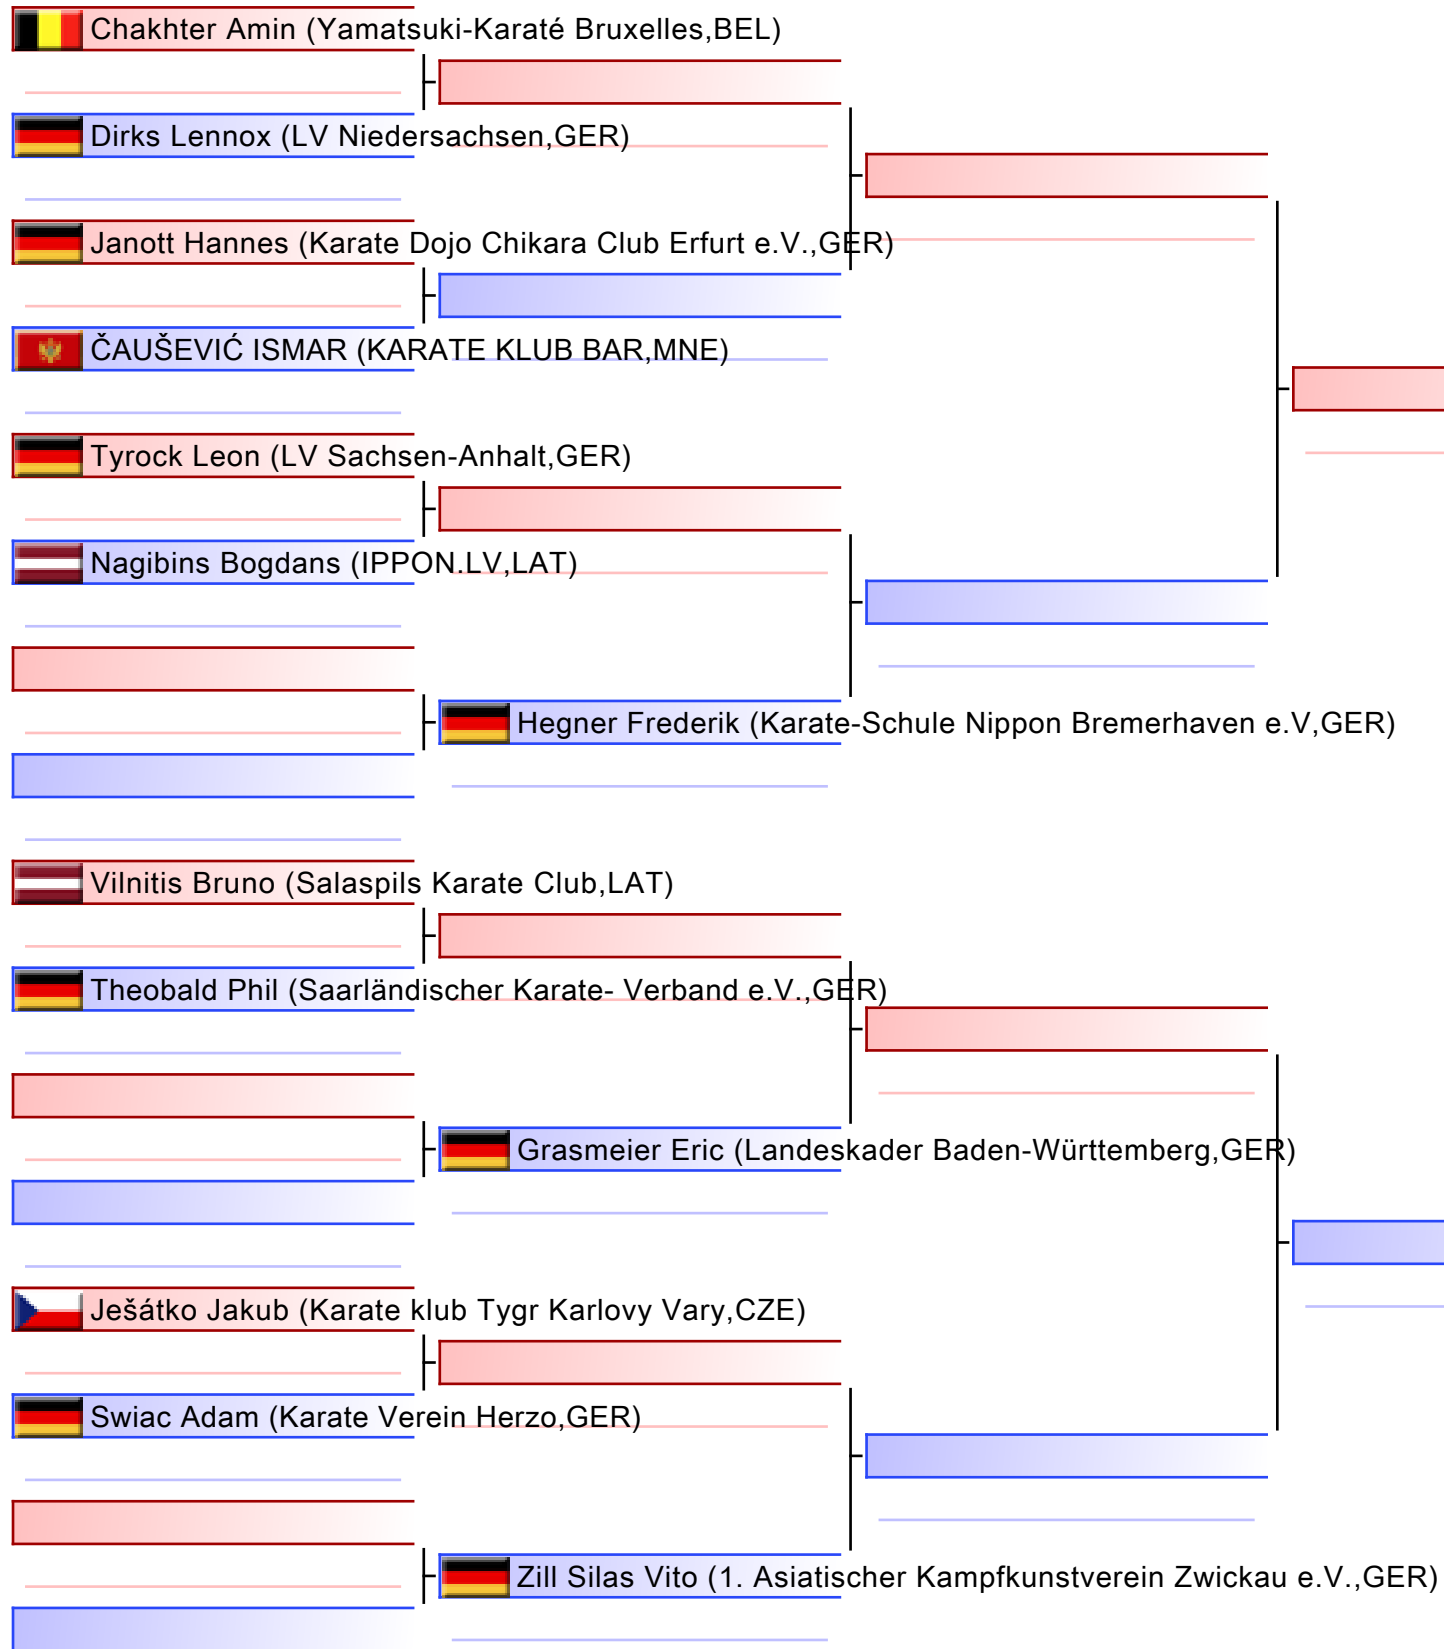 Chakhter Amin (Yamatsuki-Karaté Bruxelles,BEL)
Dirks Lennox (LV Niedersachsen,GER)
Janott Hannes (Karate Dojo Chikara Club Erfurt e.V.,GER)
ČAUŠEVIĆ ISMAR (KARATE KLUB BAR,MNE)
Tyrock Leon (LV Sachsen-Anhalt,GER)
Nagibins Bogdans (IPPON.LV,LAT)
Hegner Frederik (Karate-Schule Nippon Bremerhaven e.V,GER)
Vilnitis Bruno (Salaspils Karate Club,LAT)
Theobald Phil (Saarländischer Karate- Verband e.V.,GER)
Grasmeier Eric (Landeskader Baden-Württemberg,GER)
Ješátko Jakub (Karate klub Tygr Karlovy Vary,CZE)
Swiac Adam (Karate Verein Herzo,GER)
Zill Silas Vito (1. Asiatischer Kampfkunstverein Zwickau e.V.,GER)